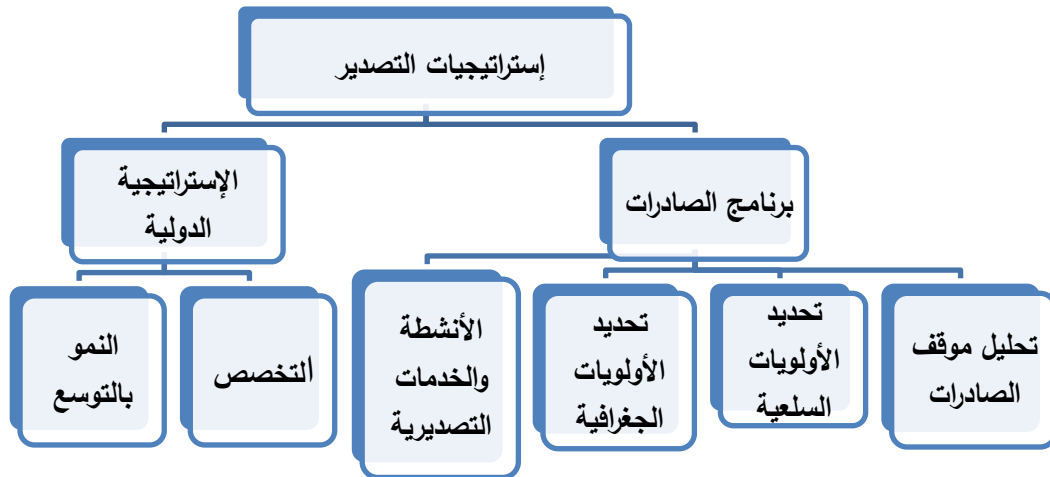 إستراتيجيات التصدير
برنامج الصادرات
الإستراتيجية
الدولية
تحليل موقف
الصادرات
تحديد
الأولويات
السلعية
تحديد
الأولويات
الجغرافية
الأنشطة
والخدمات
التصديرية
التخصص
النمو
بالتوسع